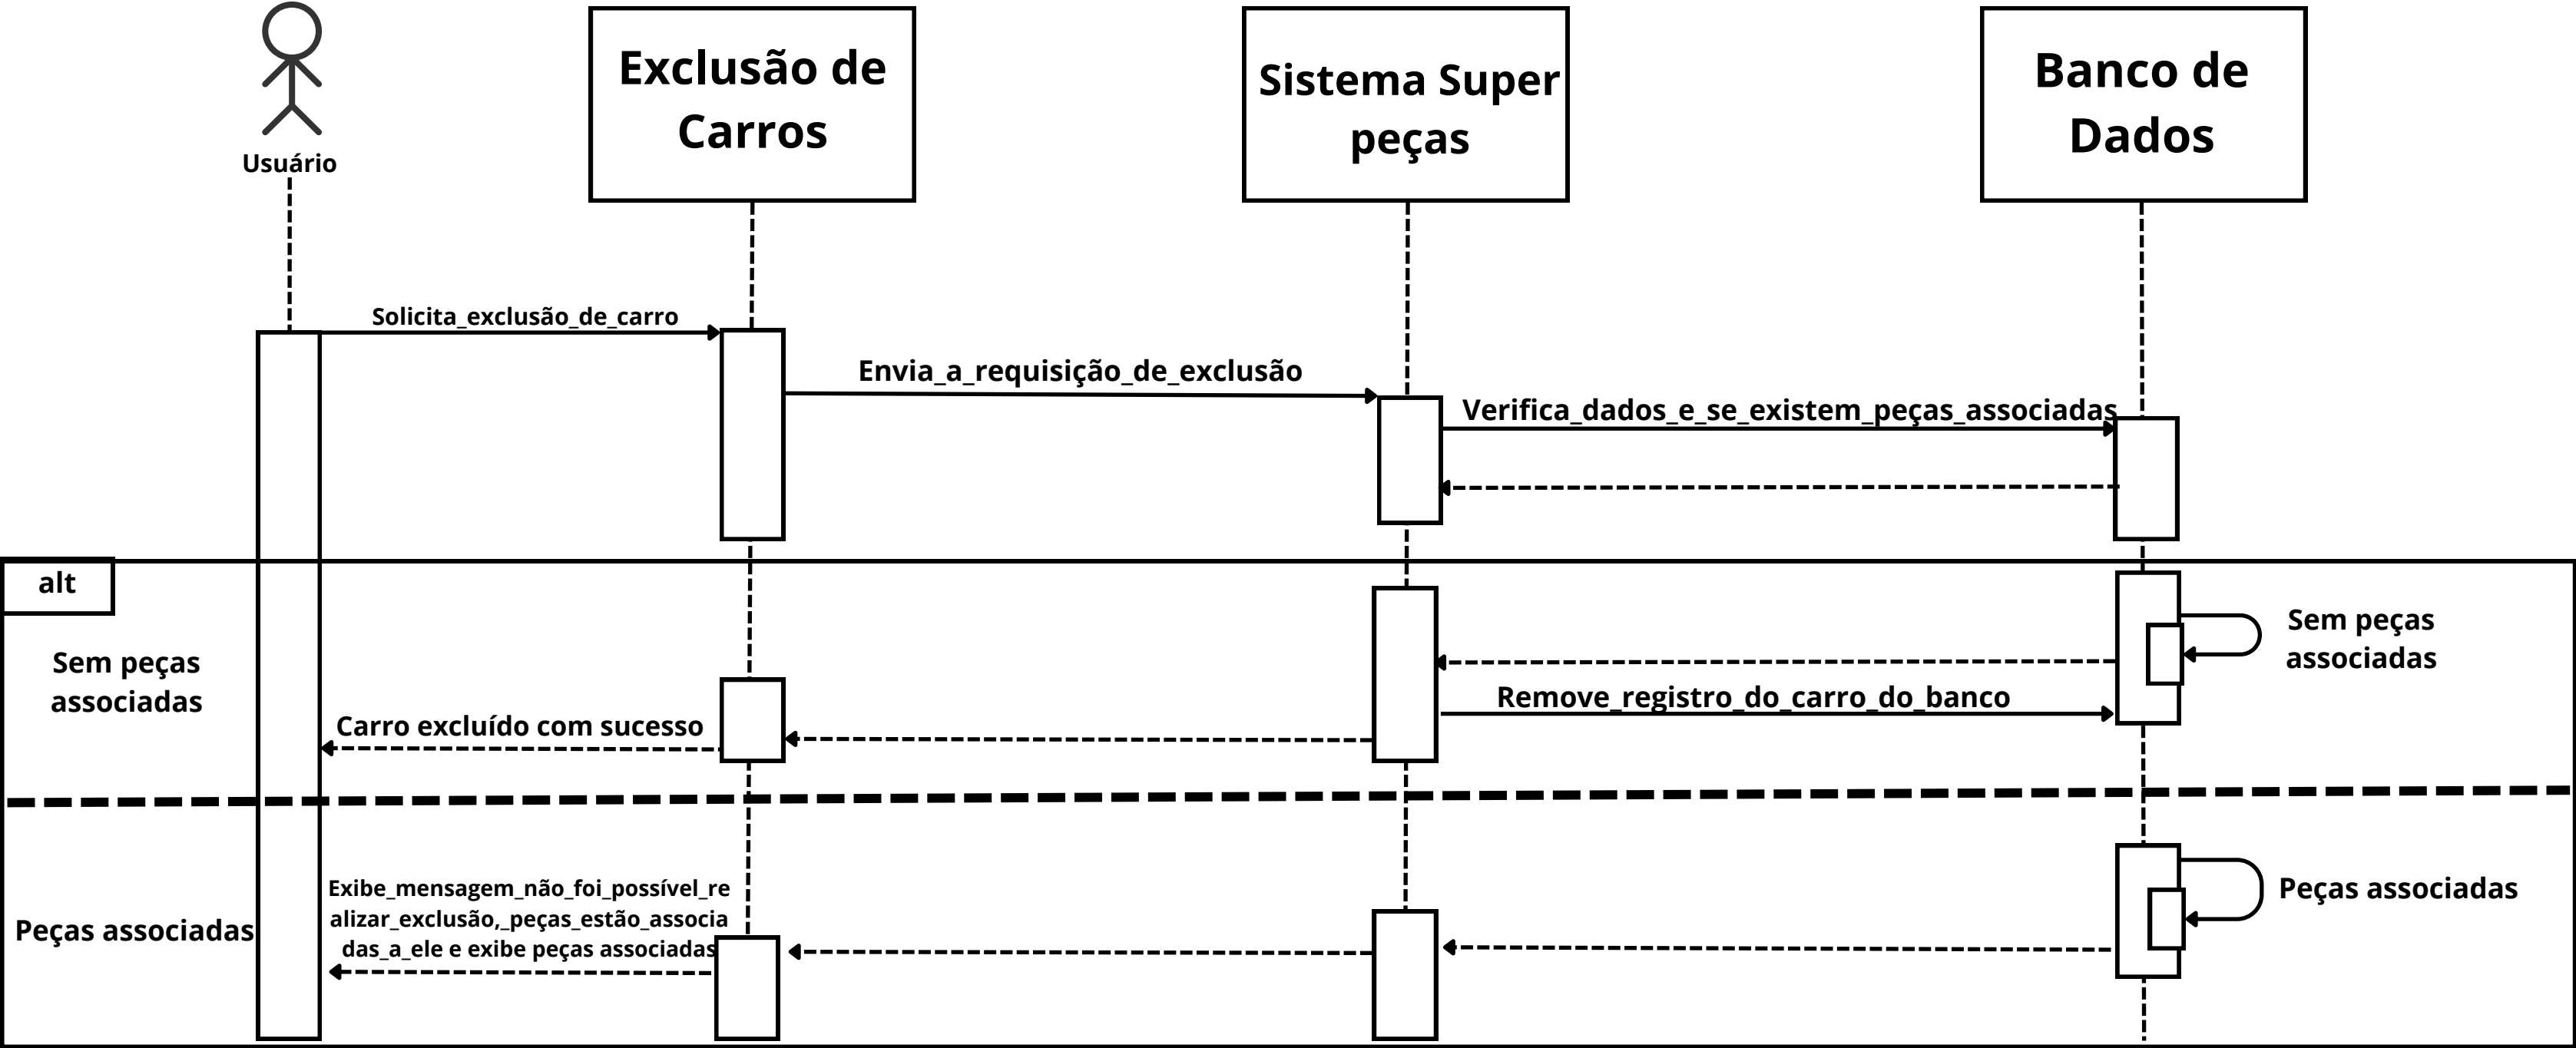 Usuário
Exclusão de
Carros
Sistema Super
peças
Banco de
Dados
Solicita_exclusão_de_carro
Envia_a_requisição_de_exclusão
Verifica_dados_e_se_existem_peças_associadas
alt
Sem peças
associadas
Sem peças
associadas
Remove_registro_do_carro_do_banco
Carro excluído com sucesso
Peças associadas
Exibe_mensagem_não_foi_possível_re
alizar_exclusão,_peças_estão_associa
das_a_ele e exibe peças associadas
Peças associadas